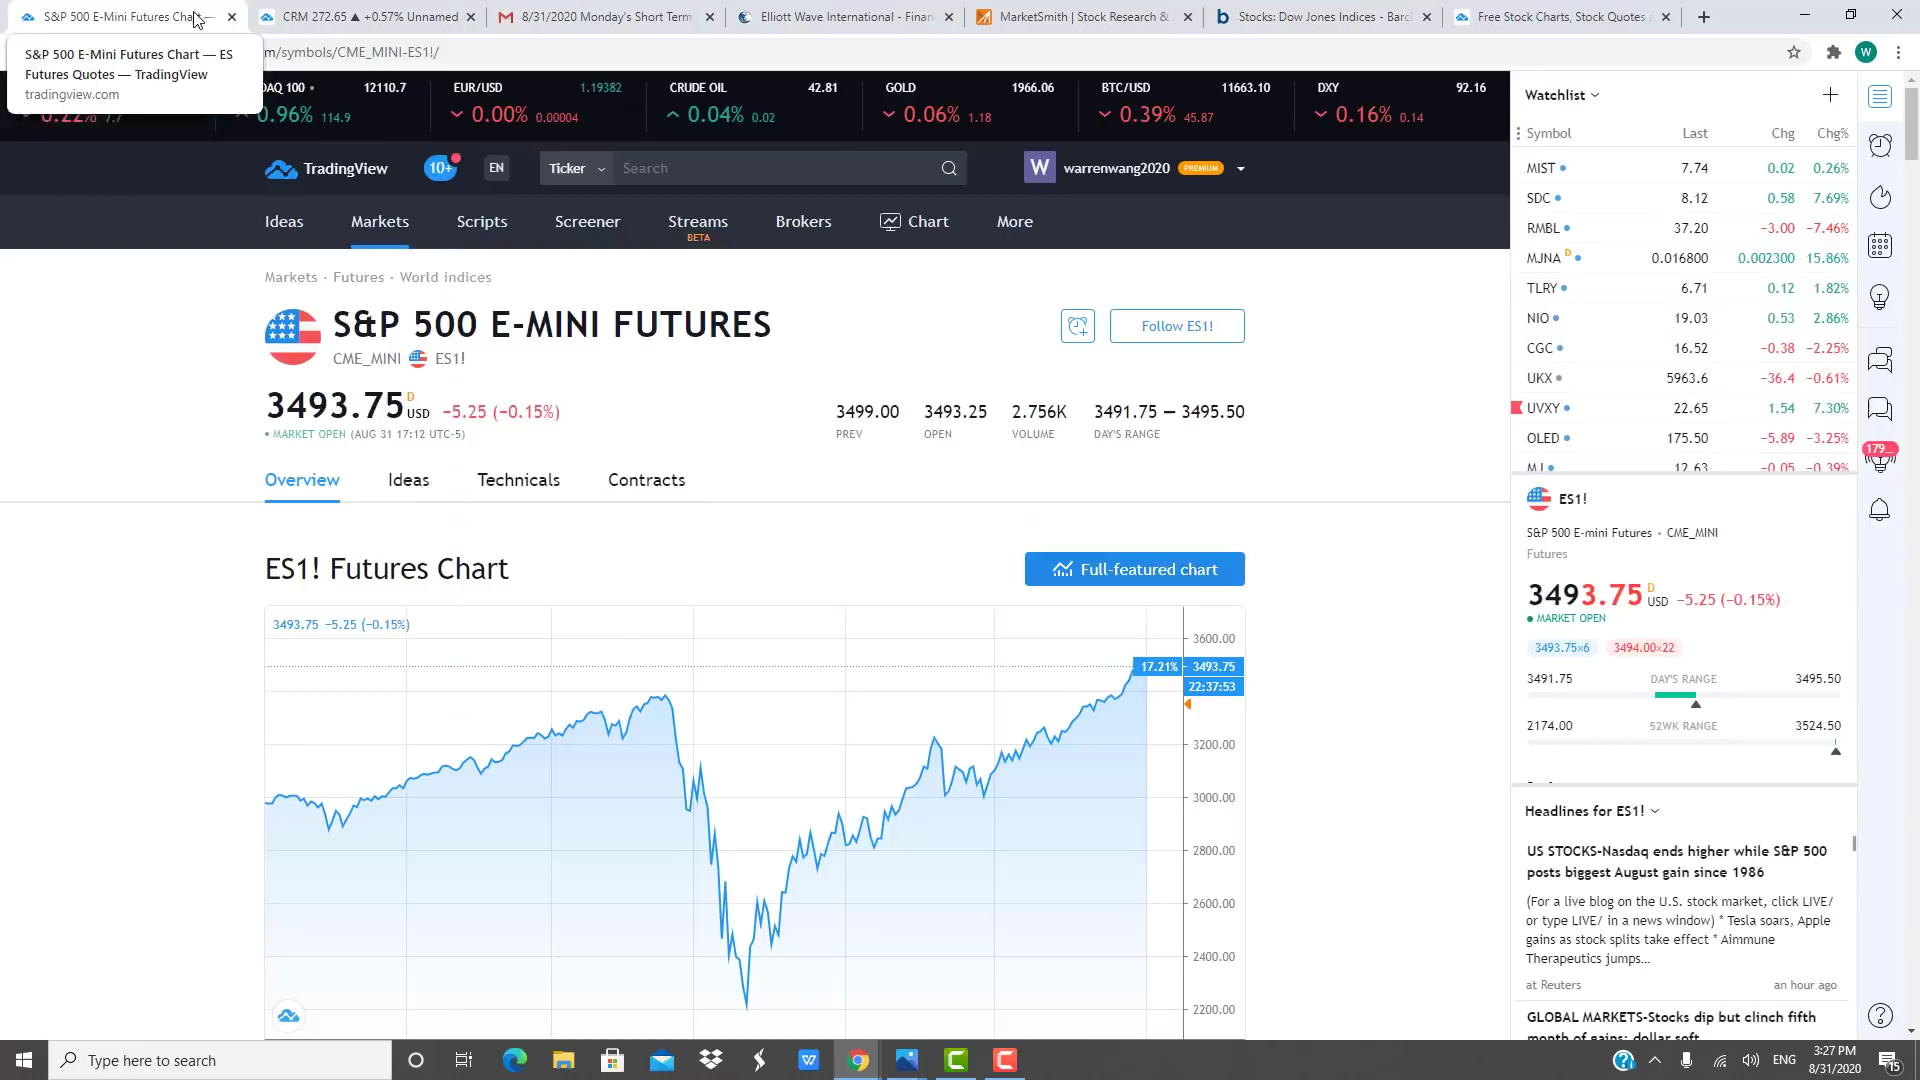 S&P 500 E-Mini Futures Cha
CRM 272.65 ▲ +0.57% Unnamed
8/31/2020 Monday's Short Term
Elliott Wave International - Finan
MarketSmith | Stock Research &
Stocks: Dow Jones Indices - Barc
Free Stock Charts, Stock Quotes
m/symbols/CME_MINI-ES1!/
W
S&P 500 E-Mini Futures Chart — ES
Futures Quotes — TradingView
tradingview.com
DAQ 100 12110.7
0.96% 114.9
EUR/USD 1.19382
0.00% 0.00004
CRUDE OIL 42.81
0.04% 0.02
GOLD 1966.06
0.06% 1.18
BTC/USD 11663.10
0.39% 45.87
DXY 92.16
0.16% 0.14
TradingView
10+
EN
Ticker
Search
W
warrenwang2020 PREMIUM
Ideas
Markets
Scripts
Screener
Streams
BETA
Brokers
Chart
More
Markets · Futures · World indices
S&P 500 E-MINI FUTURES
CME_MINI ES1!
Follow ES1!
3493.75 D USD −5.25 (−0.15%)
• MARKET OPEN (AUG 31 17:12 UTC-5)
3499.00 3493.25 2.756K 3491.75 — 3495.50
PREV OPEN VOLUME DAY'S RANGE
Overview Ideas Technicals Contracts
ES1! Futures Chart
Full-featured chart
3493.75 −5.25 (−0.15%)
3600.00
17.21% 3493.75
22:37:53
3200.00
3000.00
2800.00
2600.00
2400.00
2200.00
Watchlist
Symbol Last Chg Chg%
MIST 7.74 0.02 0.26%
SDC 8.12 0.58 7.69%
RMBL 37.20 −3.00 −7.46%
MJNA D 0.016800 0.002300 15.86%
TLRY 6.71 0.12 1.82%
NIO 19.03 0.53 2.86%
CGC 16.52 −0.38 −2.25%
UKX 5963.6 −36.4 −0.61%
UVXY 22.65 1.54 7.30%
OLED 175.50 −5.89 −3.25%
MJ 12.63 −0.05 −0.39%
179
ES1!
S&P 500 E-mini Futures • CME_MINI
Futures
3493.75 D USD −5.25 (−0.15%)
• MARKET OPEN
3493.75×6 3494.00×22
3491.75 DAY'S RANGE 3495.50
2174.00 52WK RANGE 3524.50
Headlines for ES1!
US STOCKS-Nasdaq ends higher while S&P 500
posts biggest August gain since 1986
(For a live blog on the U.S. stock market, click LIVE/
or type LIVE/ in a news window) * Tesla soars, Apple
gains as stock splits take effect * Aimmune
Therapeutics jumps...
at Reuters an hour ago
GLOBAL MARKETS-Stocks dip but clinch fifth
month of gains; dollar soft
Type here to search
ENG
3:27 PM
8/31/2020
15